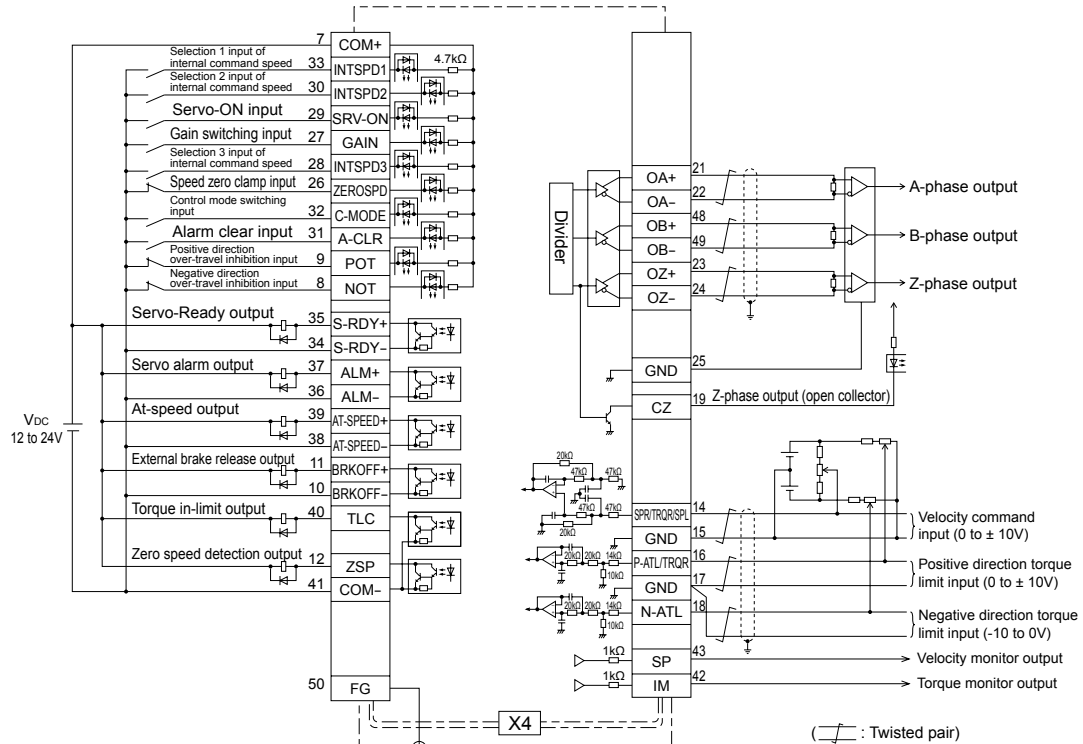 7 COM+
4.7kΩ
Selection 1 input of
internal command speed 33 INTSPD1
Selection 2 input of
internal command speed 30 INTSPD2
Servo-ON input 29 SRV-ON
Gain switching input 27 GAIN
Selection 3 input of
internal command speed 28 INTSPD3
Speed zero clamp input 26 ZEROSPD
Control mode switching
input 32 C-MODE
Alarm clear input 31 A-CLR
Positive direction
over-travel inhibition input 9 POT
Negative direction
over-travel inhibition input 8 NOT
Servo-Ready output 35 S-RDY+
34 S-RDY−
Servo alarm output 37 ALM+
36 ALM−
At-speed output 39 AT-SPEED+
38 AT-SPEED−
External brake release output 11 BRKOFF+
10 BRKOFF−
Torque in-limit output 40 TLC
Zero speed detection output 12 ZSP
41 COM−
VDC
12 to 24V
50 FG
X4
Divider
OA+ 21
OA− 22
A-phase output
OB+ 48
OB− 49
B-phase output
OZ+ 23
OZ− 24
Z-phase output
GND 25
CZ 19 Z-phase output (open collector)
20kΩ
47kΩ 47kΩ
47kΩ 47kΩ
20kΩ
SPR/TRQR/SPL 14
GND 15
Velocity command
input (0 to ± 10V)
20kΩ 20kΩ 14kΩ
10kΩ
P-ATL/TRQR 16
GND 17
Positive direction torque
limit input (0 to ± 10V)
20kΩ 20kΩ 14kΩ
10kΩ
N-ATL 18
Negative direction torque
limit input (-10 to 0V)
1kΩ SP 43 Velocity monitor output
1kΩ IM 42 Torque monitor output
( : Twisted pair)